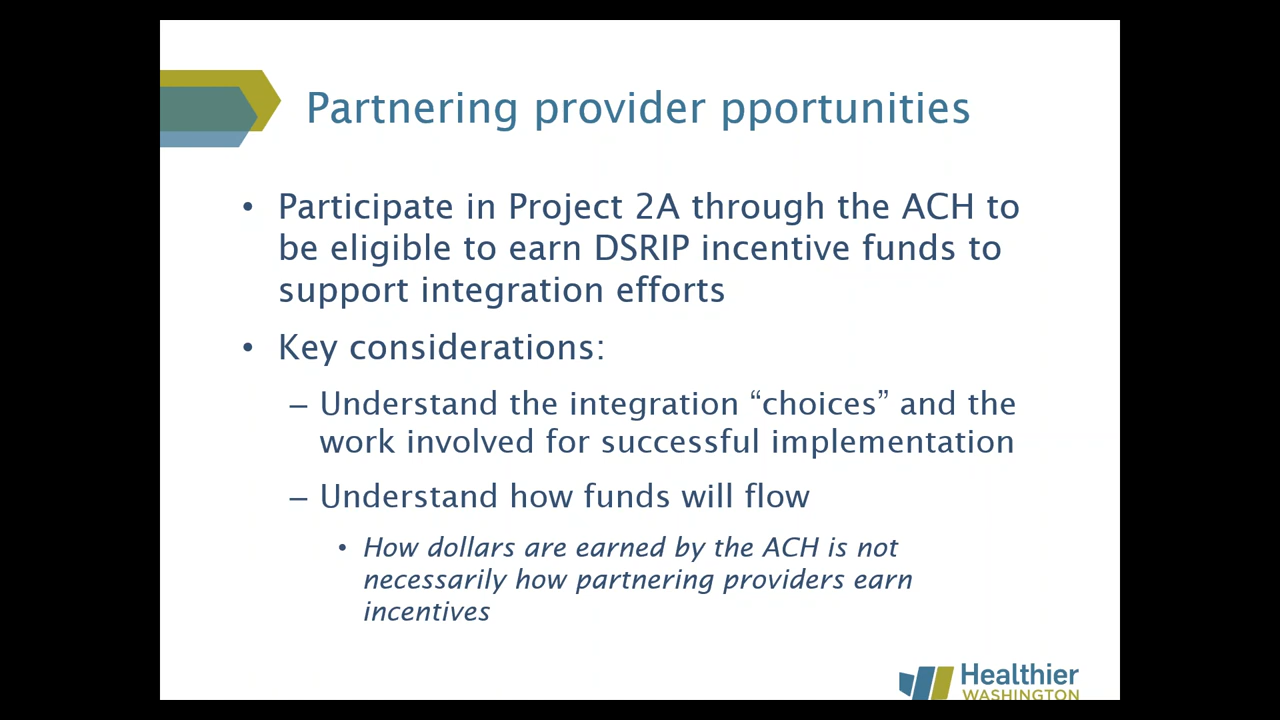 Partnering provider pportunities
• Participate in Project 2A through the ACH to
be eligible to earn DSRIP incentive funds to
support integration efforts
• Key considerations:
– Understand the integration “choices” and the
work involved for successful implementation
– Understand how funds will flow
• How dollars are earned by the ACH is not
necessarily how partnering providers earn
incentives
Healthier
WASHINGTON